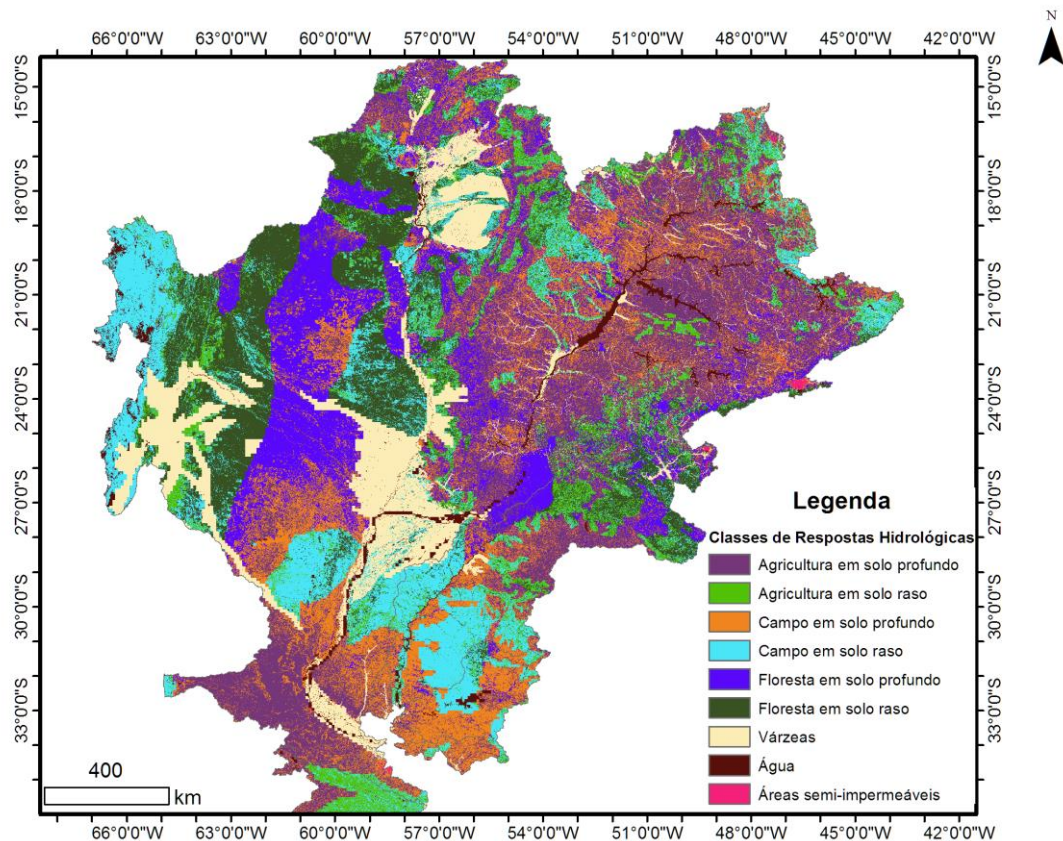 N
66°0'0"W 63°0'0"W 60°0'0"W 57°0'0"W 54°0'0"W 51°0'0"W 48°0'0"W 45°0'0"W 42°0'0"W
15°0'0"S
18°0'0"S
21°0'0"S
24°0'0"S
27°0'0"S
30°0'0"S
33°0'0"S
15°0'0"S
18°0'0"S
21°0'0"S
24°0'0"S
27°0'0"S
30°0'0"S
33°0'0"S
Legenda
Classes de Respostas Hidrológicas
Agricultura em solo profundo
Agricultura em solo raso
Campo em solo profundo
Campo em solo raso
Floresta em solo profundo
Floresta em solo raso
Várzeas
Água
Áreas semi-impermeáveis
400
km
66°0'0"W 63°0'0"W 60°0'0"W 57°0'0"W 54°0'0"W 51°0'0"W 48°0'0"W 45°0'0"W 42°0'0"W